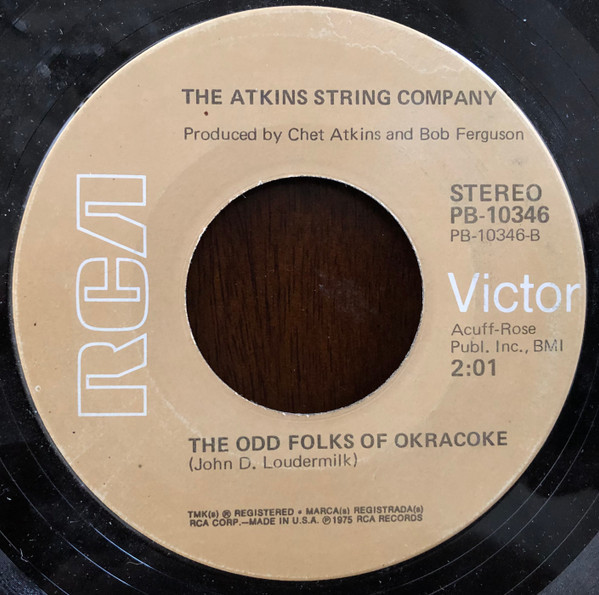 THE ATKINS STRING COMPANY
Produced by Chet Atkins and Bob Ferguson
RCA
STEREO
PB-10346
PB-10346-B
Victor
Acuff-Rose
Publ. Inc., BMI
2:01
THE ODD FOLKS OF OKRACOKE
(John D. Loudermilk)
TMK(s) ® REGISTERED • MARCA(s) REGISTRADA(s)
RCA CORP.—MADE IN U.S.A. ℗ 1975 RCA RECORDS